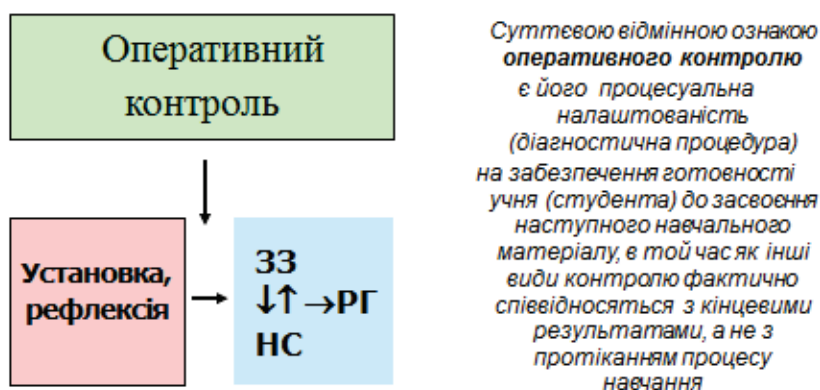 Оперативний
контроль
Установка,
рефлексія
ЗЗ
↓↑ →РГ
НС
Суттєвою відмінною ознакою
оперативного контролю
є його процесуальна
налаштованість
(діагностична процедура)
на забезпечення готовності
учня (студента) до засвоєння
наступного навчального
матеріалу, в той час як інші
види контролю фактично
співвідносяться з кінцевими
результатами, а не з
протіканням процесу
навчання